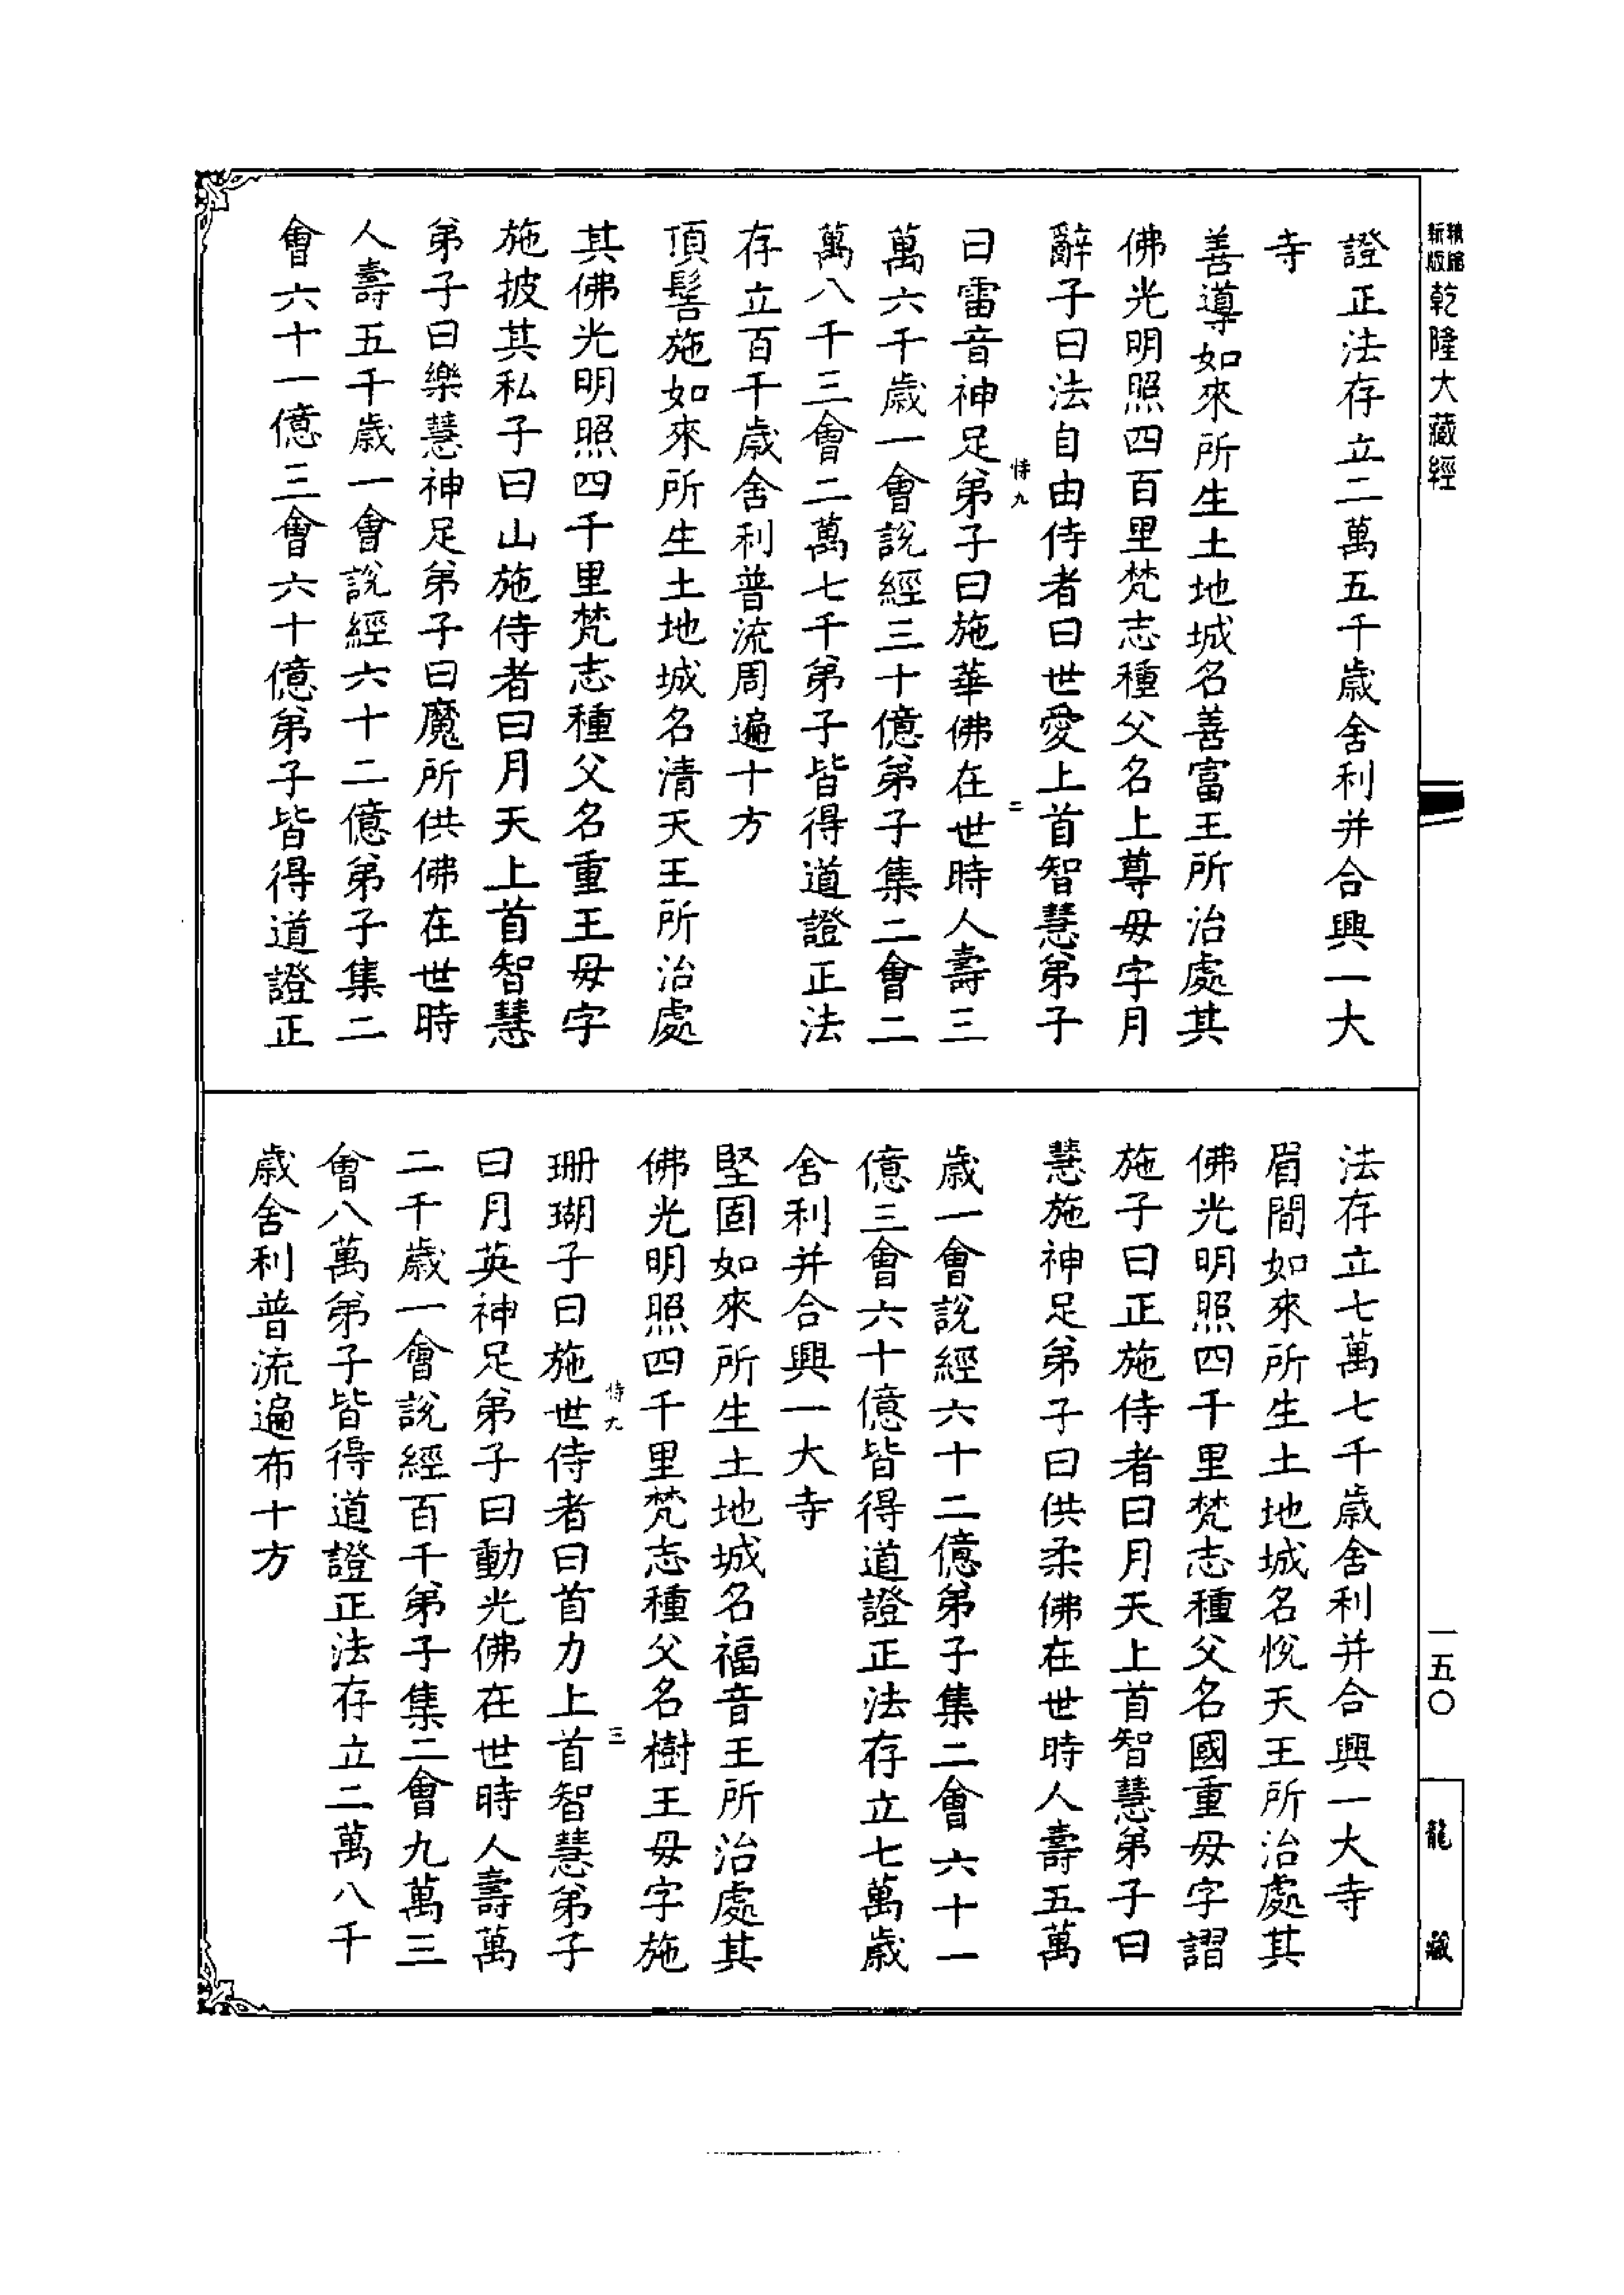 精縮新版乾隆大藏經
證正法存立二萬五千歲舍利并合興一大
寺
善導如來所生土地城名善富王所治處其
佛光明照四百里梵志種父名上尊母字月
辭子曰法自由侍者曰世愛上首智慧弟子
恃九
二
曰雷音神足弟子曰施華佛在世時人壽三
萬六千歲一會說經三十億弟子集二會二
萬八千三會二萬七千弟子皆得道證正法
存立百千歲舍利普流周遍十方
頂髻施如來所生土地城名清天王所治處
其佛光明照四千里梵志種父名重王母字
施披其私子曰山施侍者曰月天上首智慧
弟子曰樂慧神足弟子曰魔所供佛在世時
人壽五千歲一會說經六十二億弟子集二
會六十一億三會六十億弟子皆得道證正
法存立七萬七千歲舍利并合興一大寺
眉間如來所生土地城名悅天王所治處其
佛光明照四千里梵志種父名國重母字謂
施子曰正施侍者曰月天上首智慧弟子曰
慧施神足弟子曰供柔佛在世時人壽五萬
歲一會說經六十二億弟子集二會六十一
億三會六十億皆得道證正法存立七萬歲
舍利并合興一大寺
堅固如來所生土地城名福音王所治處其
佛光明照四千里梵志種父名樹王母字施
恃九
三
珊瑚子曰施世侍者曰首力上首智慧弟子
曰月英神足弟子曰動光佛在世時人壽萬
二千歲一會說經百千弟子集二會九萬三
會八萬弟子皆得道證正法存立二萬八千
歲舍利普流遍布十方
一五〇
龍藏